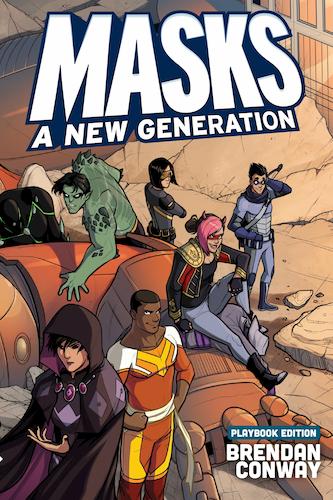 MASKS
A NEW GENERATION
PLAYBOOK EDITION
BRENDAN
CONWAY